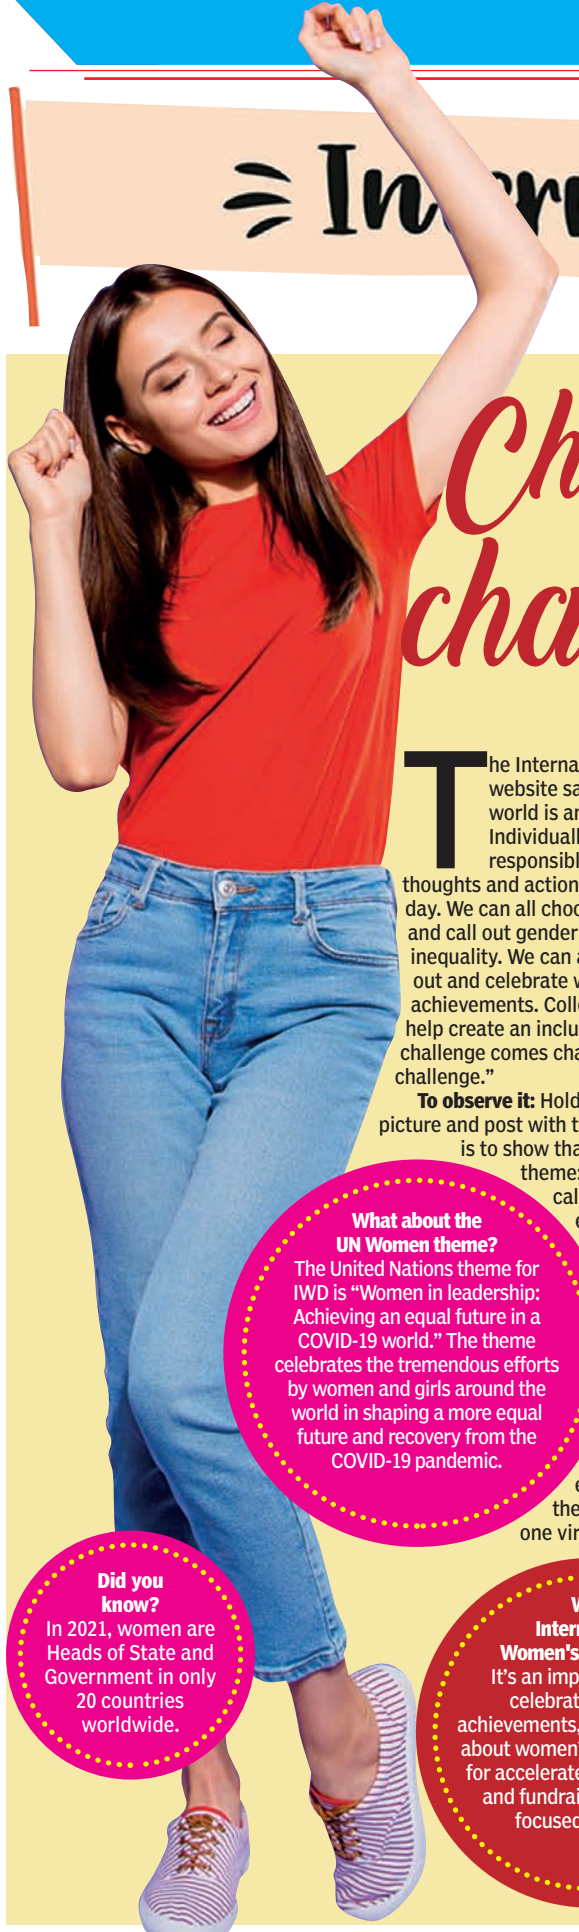 Intern
Ch
cha
The Interna
website sa
world is an
Individuall
responsibl
thoughts and action
day. We can all choo
and call out gender
inequality. We can a
out and celebrate w
achievements. Colle
help create an inclu
challenge comes cha
challenge.”
To observe it: Hold
picture and post with t
is to show tha
theme:
cal
e
What about the
UN Women theme?
The United Nations theme for
IWD is “Women in leadership:
Achieving an equal future in a
COVID-19 world.” The theme
celebrates the tremendous efforts
by women and girls around the
world in shaping a more equal
future and recovery from the
COVID-19 pandemic.
e
the
one vir
Did you
know?
In 2021, women are
Heads of State and
Government in only
20 countries
worldwide.
W
Intern
Women's
It’s an imp
celebrat
achievements,
about women’
for accelerate
and fundrai
focused